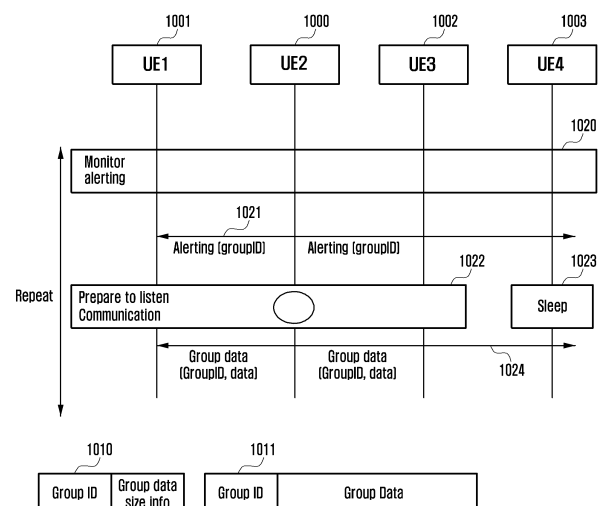 1001 1000 1002 1003
UE1 UE2 UE3 UE4
1020
Monitor
alerting
1021
Alerting (groupID) Alerting (groupID)
1022 1023
Repeat
Prepare to listen
Communication
Sleep
Group data
(GroupID, data)
Group data
(GroupID, data)
1024
1010 1011
Group ID
Group data
size info
Group ID
Group Data